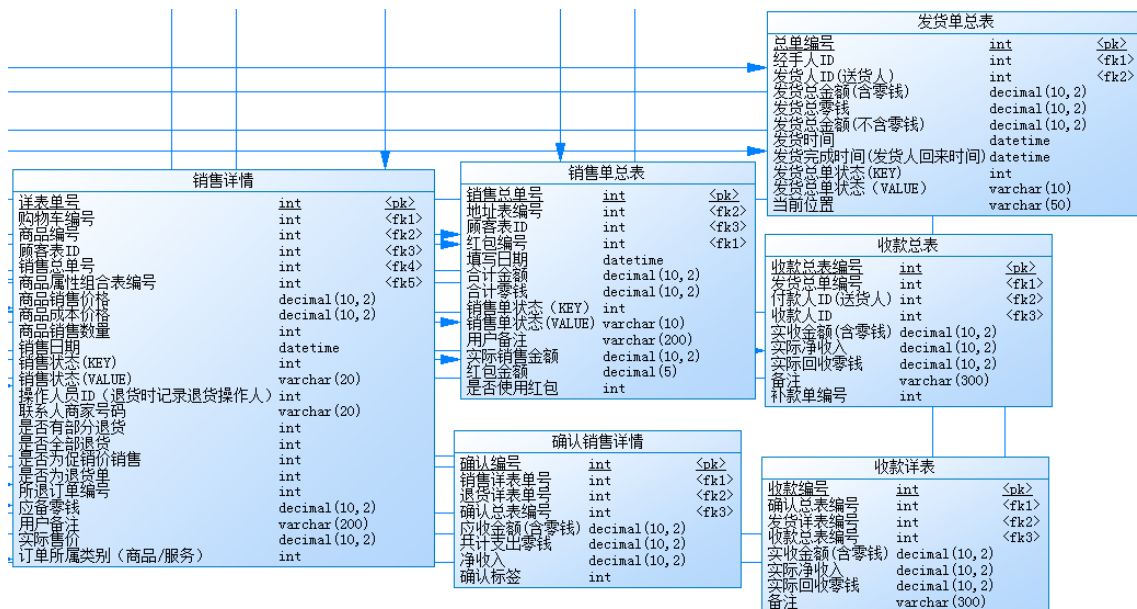 发货单总表
总单编号 int <pk>
经手人ID int <fk1>
发货人ID(送货人) int <fk2>
发货总金额(含零钱) decimal(10,2)
发货总零钱 decimal(10,2)
发货总金额(不含零钱) decimal(10,2)
发货时间 datetime
发货完成时间(发货人回来时间) datetime
发货总单状态(KEY) int
发货总单状态（VALUE） varchar(10)
当前位置 varchar(50)
销售详情
详表单号 int <pk>
购物车编号 int <fk1>
商品编号 int <fk2>
顾客表ID int <fk3>
销售总单号 int <fk4>
商品属性组合表编号 int <fk5>
商品销售价格 decimal(10,2)
商品成本价格 decimal(10,2)
商品销售数量 int
销售日期 datetime
销售状态(KEY) int
销售状态(VALUE) varchar(20)
操作人员ID（退货时记录退货操作人） int
联系人商家号码 varchar(20)
是否有部分退货 int
是否全部退货 int
是否为促销价销售 int
是否为退货单 int
所退订单编号 int
应备零钱 decimal(10,2)
用户备注 varchar(200)
实际售价 decimal(10,2)
订单所属类别（商品/服务） int
销售单总表
销售总单号 int <pk>
地址表编号 int <fk2>
顾客表ID int <fk3>
红包编号 int <fk1>
填写日期 datetime
合计金额 decimal(10,2)
合计零钱 decimal(10,2)
销售单状态（KEY） int
销售单状态(VALUE) varchar(10)
用户备注 varchar(200)
实际销售金额 decimal(10,2)
红包金额 decimal(5)
是否使用红包 int
收款总表
收款总表编号 int <pk>
发货总单编号 int <fk1>
付款人ID(送货人) int <fk2>
收款人ID int <fk3>
实收金额(含零钱) decimal(10,2)
实际净收入 decimal(10,2)
实际回收零钱 decimal(10,2)
备注 varchar(300)
补款单编号 int
确认销售详情
确认编号 int <pk>
销售详表单号 int <fk1>
退货详表单号 int <fk2>
确认总表编号 int <fk3>
应收金额(含零钱) decimal(10,2)
共计支出零钱 decimal(10,2)
净收入 decimal(10,2)
确认标签 int
收款详表
收款编号 int <pk>
确认总表编号 int <fk1>
发货详表编号 int <fk2>
收款总表编号 int <fk3>
实收金额(含零钱) decimal(10,2)
实际净收入 decimal(10,2)
实际回收零钱 decimal(10,2)
备注 varchar(300)